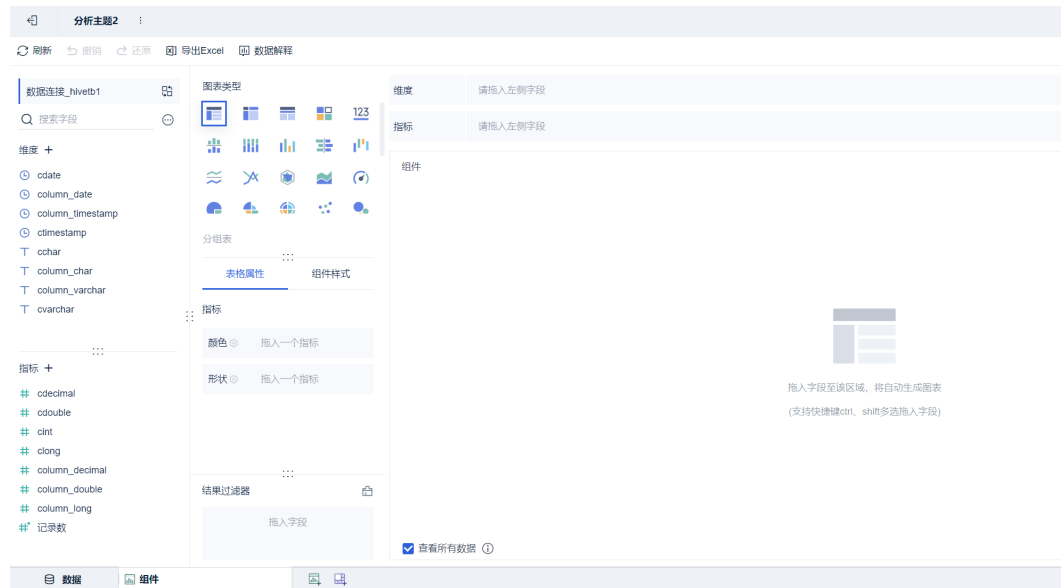 分析主题2
刷新 撤销 还原 导出Excel 数据解释
数据连接_hivetb1
搜索字段
维度
cdate
column_date
column_timestamp
ctimestamp
cchar
column_char
column_varchar
cvarchar
指标
cdecimal
cdouble
cint
clong
column_decimal
column_double
column_long
记录数
图表类型
123
分组表
表格属性 组件样式
指标
颜色 拖入一个指标
形状 拖入一个指标
结果过滤器
拖入字段
维度 请拖入左侧字段
指标 请拖入左侧字段
组件
拖入字段至该区域，将自动生成图表
(支持快捷键ctrl、shift多选拖入字段)
查看所有数据
数据 组件